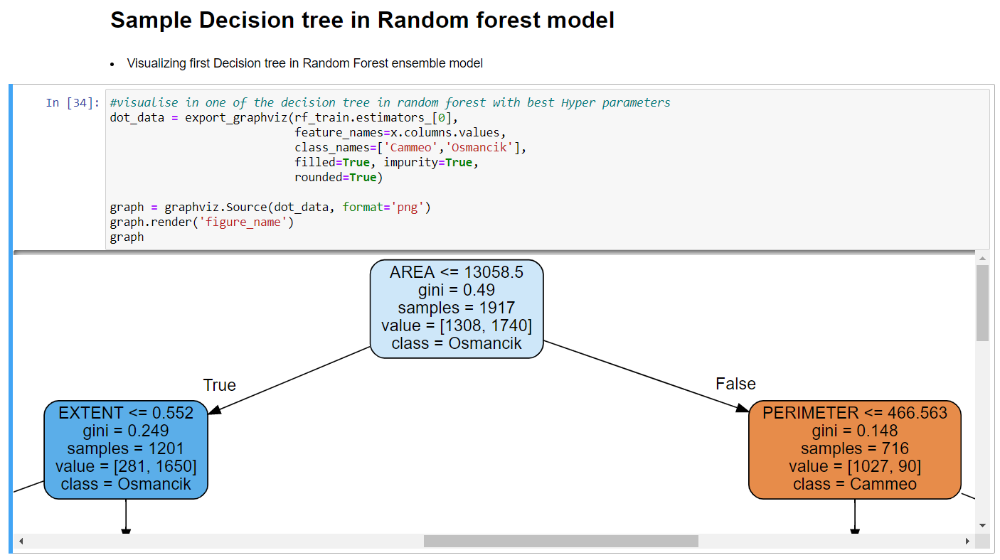 Sample Decision tree in Random forest model
• Visualizing first Decision tree in Random Forest ensemble model
In [34]:
#visualise in one of the decision tree in random forest with best Hyper parameters
dot_data = export_graphviz(rf_train.estimators_[0],
                           feature_names=x.columns.values,
                           class_names=['Cammeo','Osmancik'],
                           filled=True, impurity=True,
                           rounded=True)
graph = graphviz.Source(dot_data, format='png')
graph.render('figure_name')
graph
AREA <= 13058.5
gini = 0.49
samples = 1917
value = [1308, 1740]
class = Osmancik
True
False
EXTENT <= 0.552
gini = 0.249
samples = 1201
value = [281, 1650]
class = Osmancik
PERIMETER <= 466.563
gini = 0.148
samples = 716
value = [1027, 90]
class = Cammeo